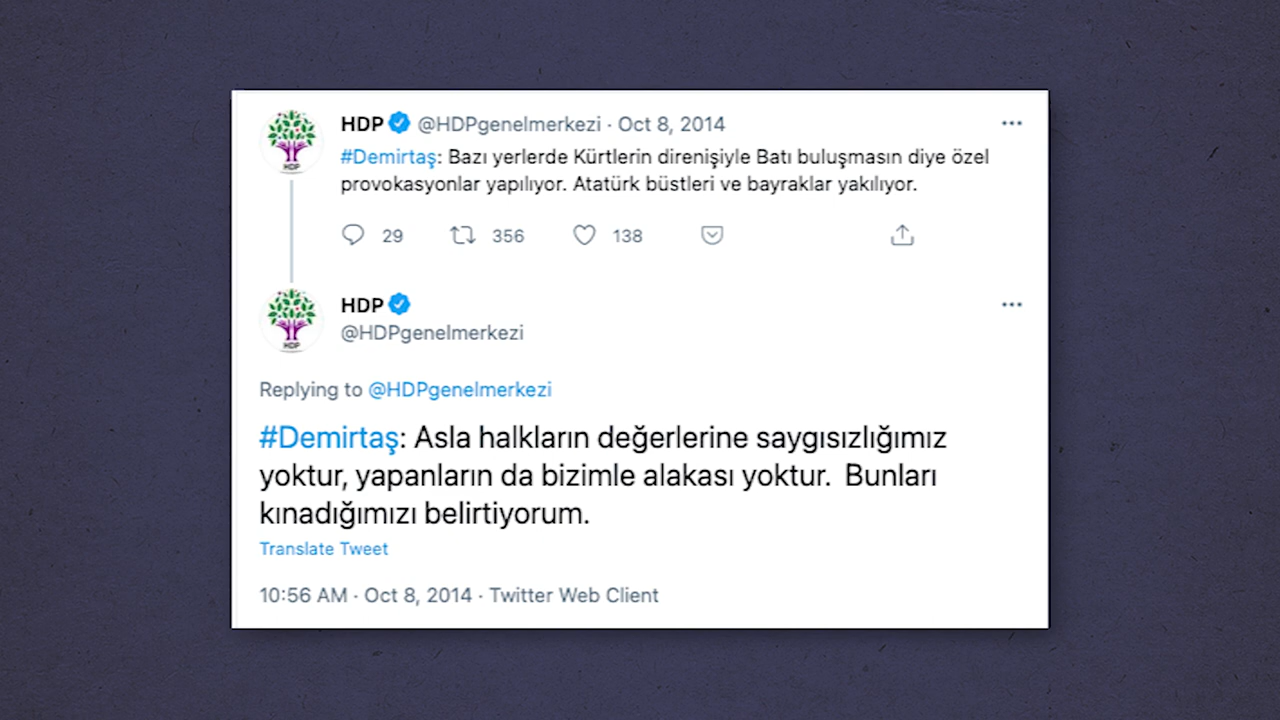 HDP @HDPgenelmerkezi · Oct 8, 2014
#Demirtaş: Bazı yerlerde Kürtlerin direnişiyle Batı buluşmasın diye özel
provokasyonlar yapılıyor. Atatürk büstleri ve bayraklar yakılıyor.
29 356 138
HDP
HDP
@HDPgenelmerkezi
HDP
Replying to @HDPgenelmerkezi
#Demirtaş: Asla halkların değerlerine saygısızlığımız
yoktur, yapanların da bizimle alakası yoktur. Bunları
kınadığımızı belirtiyorum.
Translate Tweet
10:56 AM · Oct 8, 2014 · Twitter Web Client